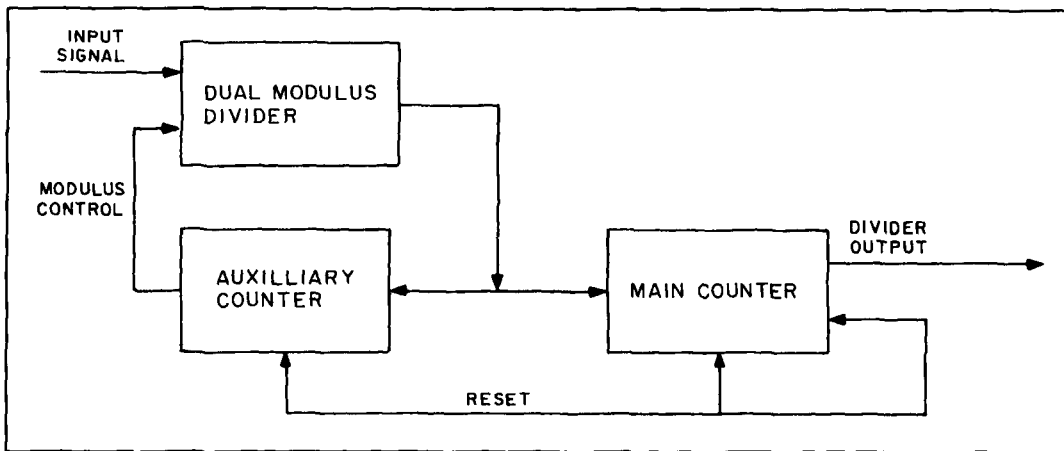 INPUT
SIGNAL
DUAL MODULUS
DIVIDER
MODULUS
CONTROL
AUXILLIARY
COUNTER
MAIN COUNTER
DIVIDER
OUTPUT
RESET